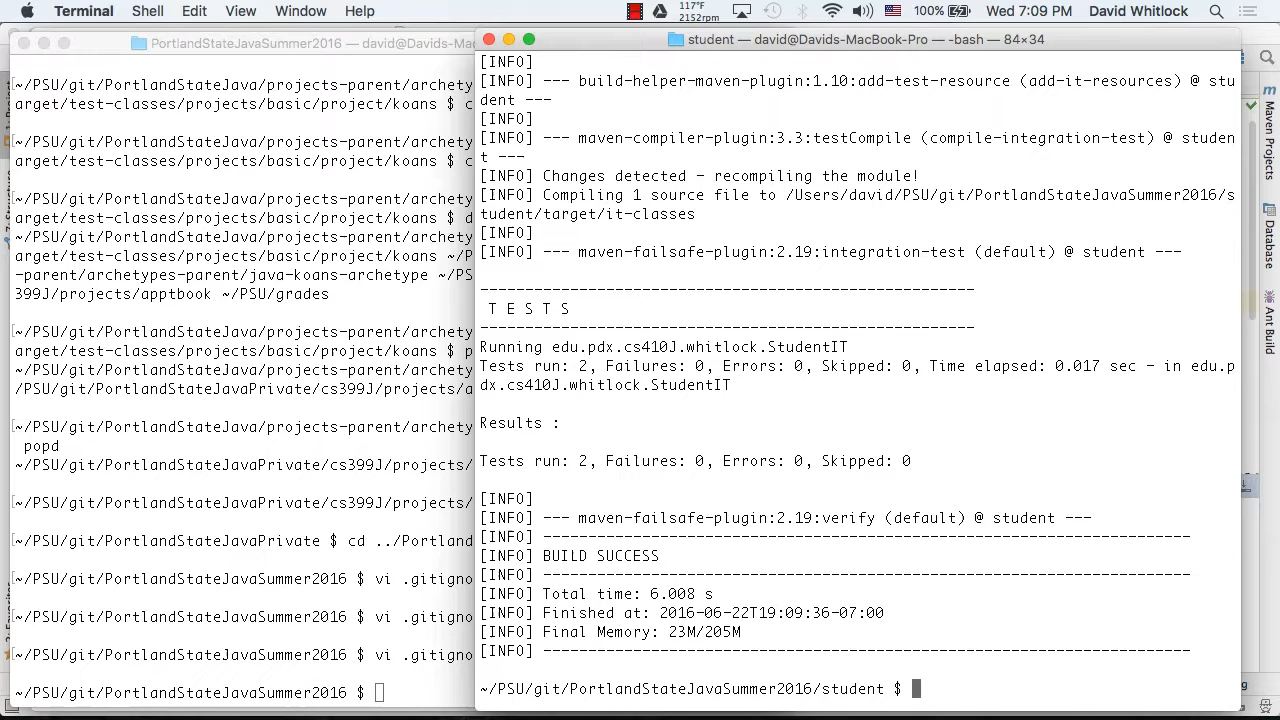 Terminal Shell Edit View Window Help 117°F 2152rpm 100% Wed 7:09 PM David Whitlock
PortlandStateJavaSummer2016 — david@Davids-Mac
~/PSU/git/PortlandStateJava/projects-parent/archety
arget/test-classes/projects/basic/project/koans $ c
~/PSU/git/PortlandStateJava/projects-parent/archety
arget/test-classes/projects/basic/project/koans $ c
~/PSU/git/PortlandStateJava/projects-parent/archety
arget/test-classes/projects/basic/project/koans $ d
~/PSU/git/PortlandStateJava/projects-parent/archety
arget/test-classes/projects/basic/project/koans ~/P
-parent/archetypes-parent/java-koans-archetype ~/PS
399J/projects/apptbook ~/PSU/grades
~/PSU/git/PortlandStateJava/projects-parent/archety
arget/test-classes/projects/basic/project/koans $ p
~/PSU/git/PortlandStateJava/projects-parent/archety
/PSU/git/PortlandStateJavaPrivate/cs399J/projects/a
~/PSU/git/PortlandStateJava/projects-parent/archety
popd
~/PSU/git/PortlandStateJavaPrivate/cs399J/projects/
~/PSU/git/PortlandStateJavaPrivate/cs399J/projects/
~/PSU/git/PortlandStateJavaPrivate $ cd ../Portland
~/PSU/git/PortlandStateJavaSummer2016 $ vi .gitigno
~/PSU/git/PortlandStateJavaSummer2016 $ vi .gitigno
~/PSU/git/PortlandStateJavaSummer2016 $ vi .gitigno
~/PSU/git/PortlandStateJavaSummer2016 $
student — david@Davids-MacBook-Pro — -bash — 84×34
[INFO]
[INFO] --- build-helper-maven-plugin:1.10:add-test-resource (add-it-resources) @ stu
dent ---
[INFO]
[INFO] --- maven-compiler-plugin:3.3:testCompile (compile-integration-test) @ studen
t ---
[INFO] Changes detected - recompiling the module!
[INFO] Compiling 1 source file to /Users/david/PSU/git/PortlandStateJavaSummer2016/s
tudent/target/it-classes
[INFO]
[INFO] --- maven-failsafe-plugin:2.19:integration-test (default) @ student ---
-------------------------------------------------------
T E S T S
-------------------------------------------------------
Running edu.pdx.cs410J.whitlock.StudentIT
Tests run: 2, Failures: 0, Errors: 0, Skipped: 0, Time elapsed: 0.017 sec - in edu.p
dx.cs410J.whitlock.StudentIT
Results :
Tests run: 2, Failures: 0, Errors: 0, Skipped: 0
[INFO]
[INFO] --- maven-failsafe-plugin:2.19:verify (default) @ student ---
[INFO] ------------------------------------------------------------------------
[INFO] BUILD SUCCESS
[INFO] ------------------------------------------------------------------------
[INFO] Total time: 6.008 s
[INFO] Finished at: 2016-06-22T19:09:36-07:00
[INFO] Final Memory: 23M/205M
[INFO] ------------------------------------------------------------------------
~/PSU/git/PortlandStateJavaSummer2016/student $
Maven Projects
Database
Ant Build